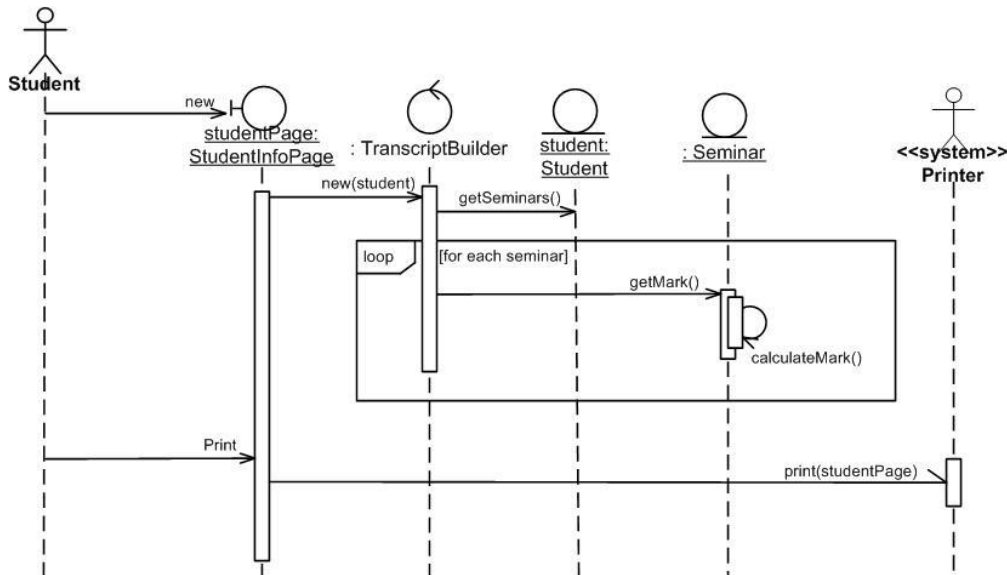 Student
new
studentPage:
StudentInfoPage
: TranscriptBuilder
student:
Student
: Seminar
<<system>>
Printer
new(student)
getSeminars()
loop
[for each seminar]
getMark()
calculateMark()
Print
print(studentPage)